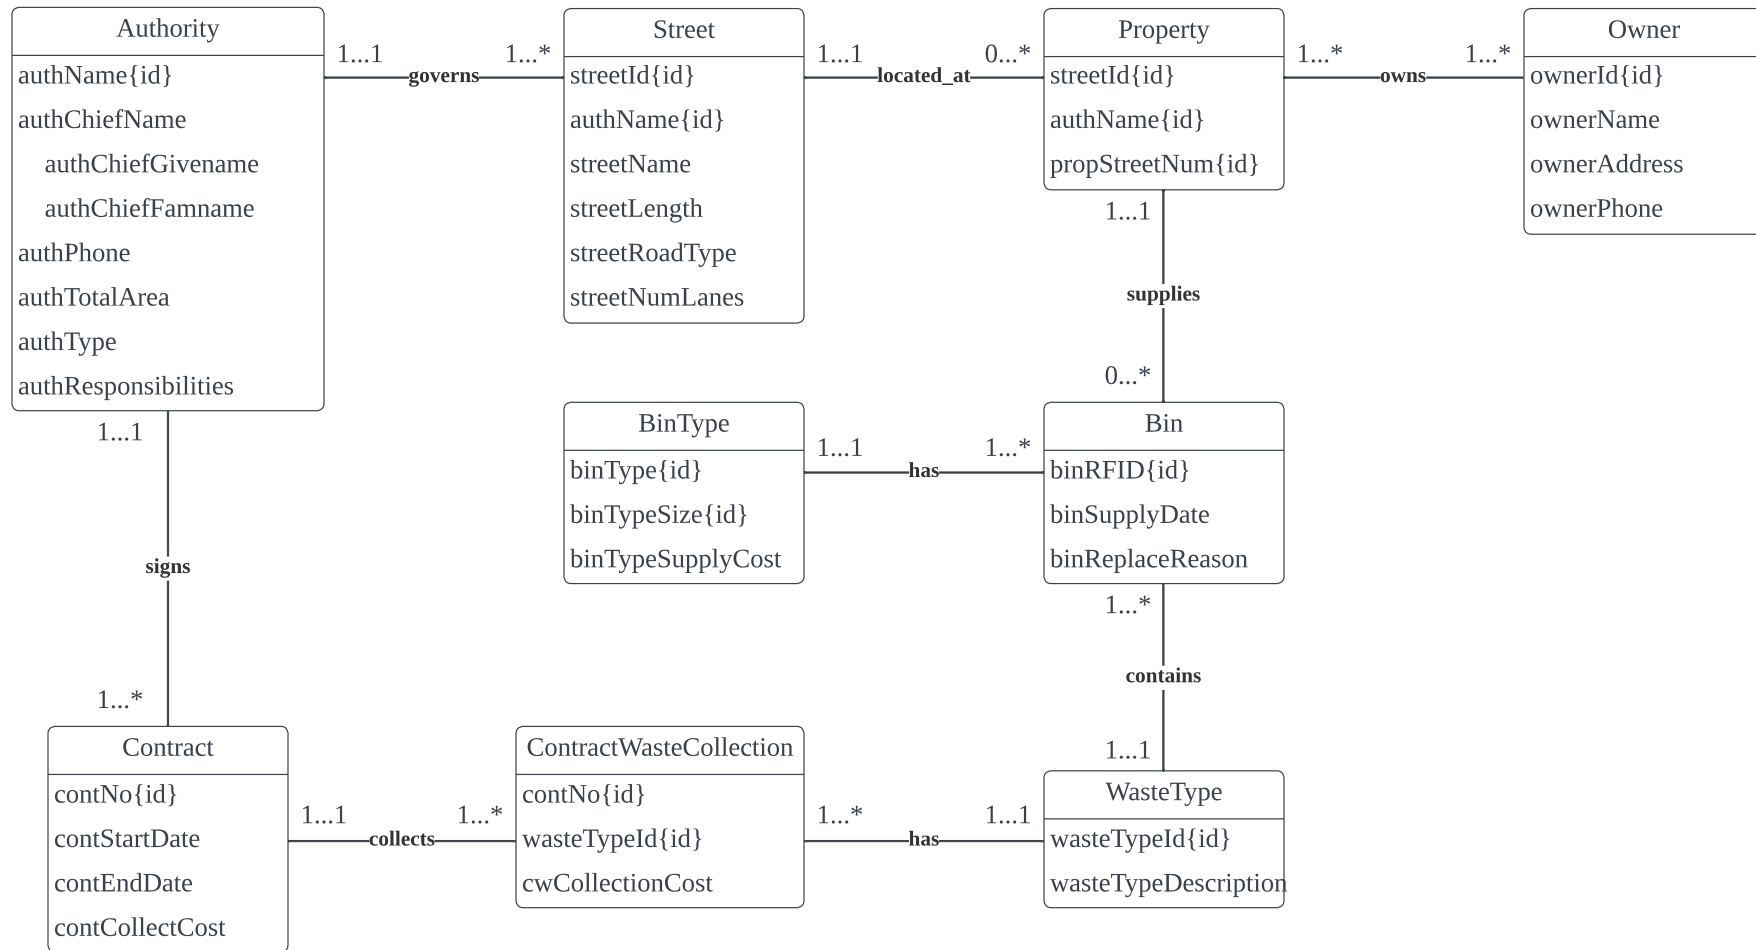 Authority
authName{id}
authChiefName
authChiefGivename
authChiefFamname
authPhone
authTotalArea
authType
authResponsibilities
1...1
governs
1...*
Street
streetId{id}
authName{id}
streetName
streetLength
streetRoadType
streetNumLanes
1...1
located_at
0...*
Property
streetId{id}
authName{id}
propStreetNum{id}
1...*
owns
1...*
Owner
ownerId{id}
ownerName
ownerAddress
ownerPhone
1...1
supplies
0...*
BinType
binType{id}
binTypeSize{id}
binTypeSupplyCost
1...1
has
1...*
Bin
binRFID{id}
binSupplyDate
binReplaceReason
1...*
contains
1...1
1...1
signs
1...*
Contract
contNo{id}
contStartDate
contEndDate
contCollectCost
1...1
collects
1...*
ContractWasteCollection
contNo{id}
wasteTypeId{id}
cwCollectionCost
1...*
has
1...1
WasteType
wasteTypeId{id}
wasteTypeDescription